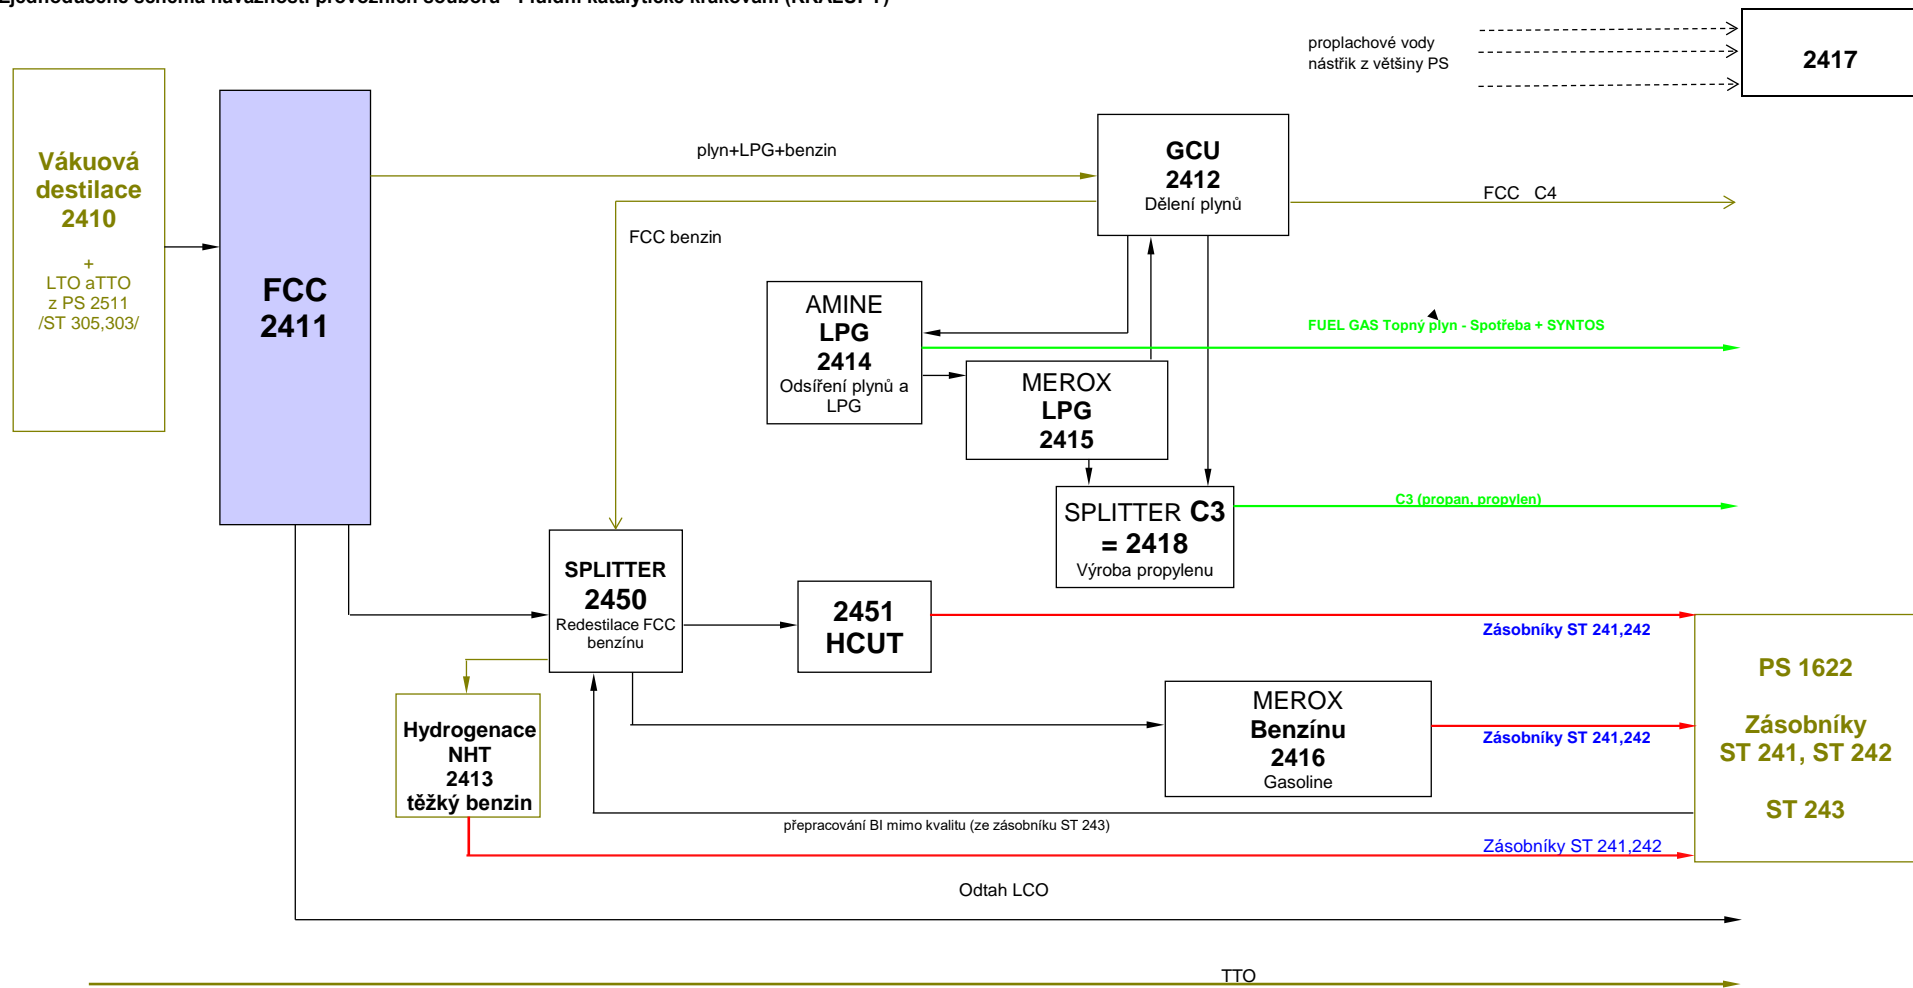 proplachové vody
nástřik z většiny PS
2417
Vákuová
destilace
2410
+
LTO aTTO
z PS 2511
/ST 305,303/
FCC
2411
plyn+LPG+benzin
GCU
2412
Dělení plynů
FCC C4
FCC benzin
AMINE
LPG
2414
Odsíření plynů a
LPG
FUEL GAS Topný plyn - Spotřeba + SYNTOS
MEROX
LPG
2415
SPLITTER C3
= 2418
Výroba propylenu
C3 (propan, propylen)
SPLITTER
2450
Redestilace FCC
benzínu
2451
HCUT
Zásobníky ST 241,242
Hydrogenace
NHT
2413
těžký benzin
MEROX
Benzínu
2416
Gasoline
Zásobníky ST 241,242
PS 1622
Zásobníky
ST 241, ST 242
ST 243
přepracování BI mimo kvalitu (ze zásobníku ST 243)
Zásobníky ST 241,242
Odtah LCO
TTO